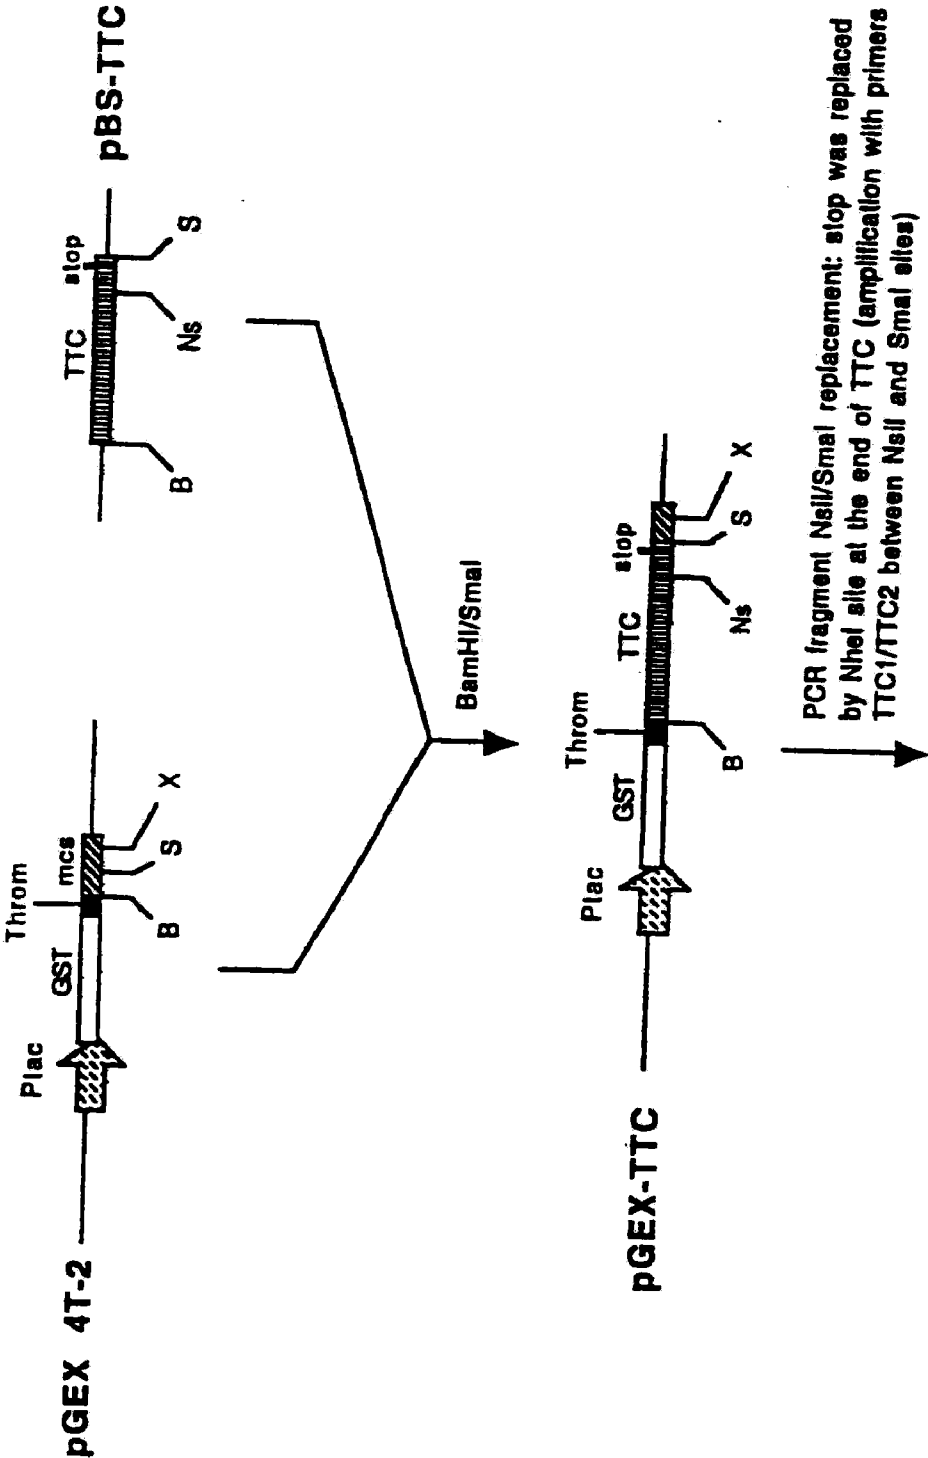 pGEX 4T-2
Plac
GST
Throm
mcs
B
S
X
pBS-TTC
TTC
stop
B
Ns
S
BamHI/SmaI
pGEX-TTC
Plac
GST
Throm
TTC
stop
B
Ns
S
X
PCR fragment NsiI/SmaI replacement: stop was replaced
by NheI site at the end of TTC (amplification with primers
TTC1/TTC2 between NsiI and SmaI sites)